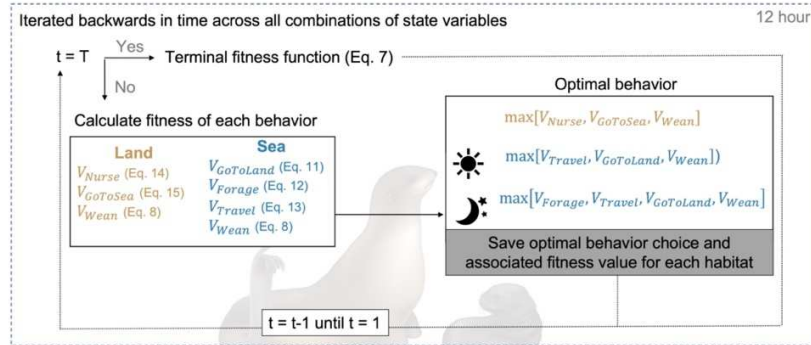 Iterated backwards in time across all combinations of state variables
12 hour
t = T
Yes
Terminal fitness function (Eq. 7)
No
Calculate fitness of each behavior
Land
V_Nurse (Eq. 14)
V_GoToSea (Eq. 15)
V_Wean (Eq. 8)
Sea
V_GoToLand (Eq. 11)
V_Forage (Eq. 12)
V_Travel (Eq. 13)
V_Wean (Eq. 8)
Optimal behavior
max[V_Nurse, V_GoToSea, V_Wean]
max[V_Travel, V_GoToLand, V_Wean])
max[V_Forage, V_Travel, V_GoToLand, V_Wean]
Save optimal behavior choice and
associated fitness value for each habitat
t = t-1 until t = 1